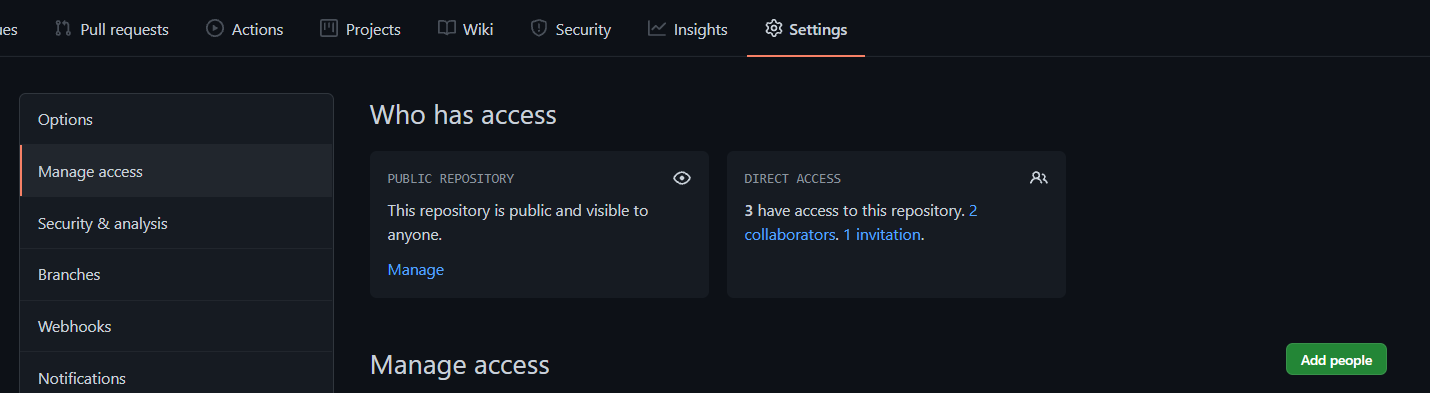 ues Pull requests Actions Projects Wiki Security Insights Settings
Options
Manage access
Security & analysis
Branches
Webhooks
Notifications
Who has access
PUBLIC REPOSITORY
This repository is public and visible to
anyone.
Manage
DIRECT ACCESS
3 have access to this repository. 2
collaborators. 1 invitation.
Manage access
Add people